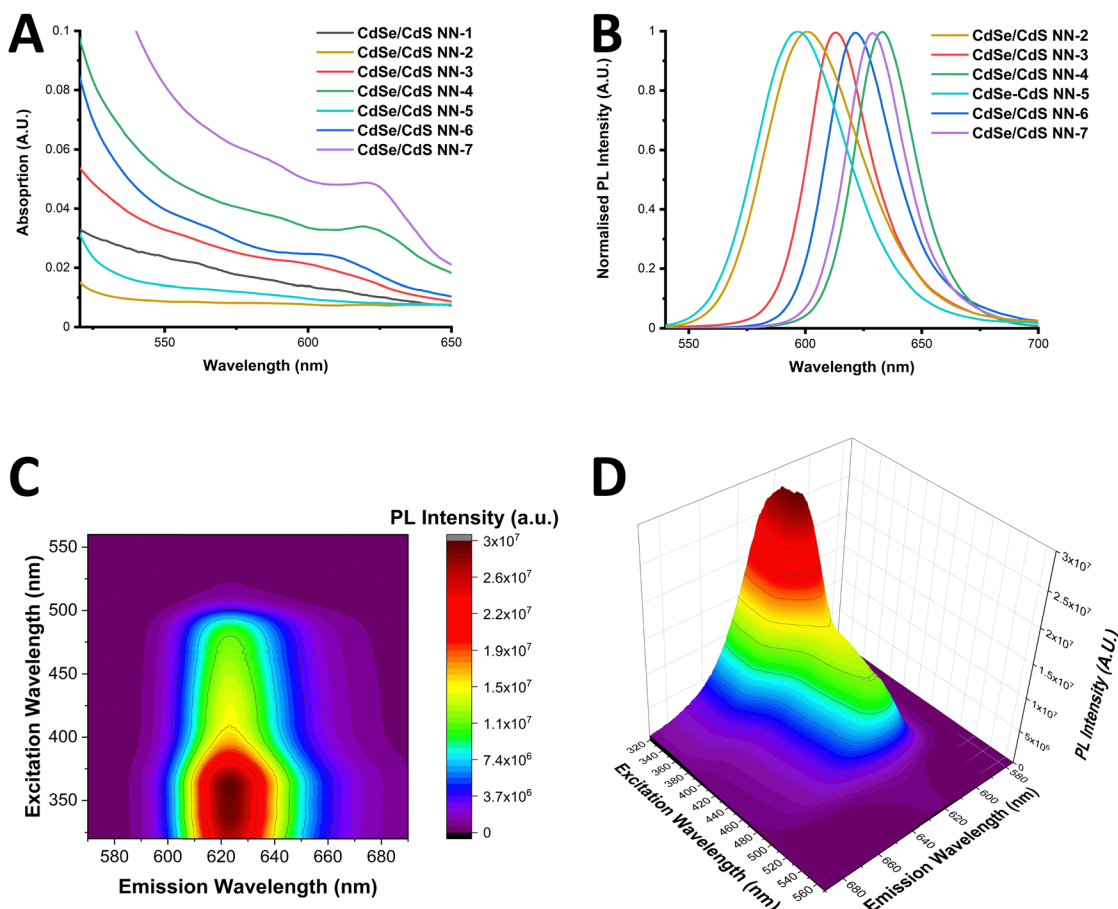 A
0.1
0.08
0.06
0.04
0.02
0
550
600
650
Absoprtion (A.U.)
Wavelength (nm)
CdSe/CdS NN-1
CdSe/CdS NN-2
CdSe/CdS NN-3
CdSe/CdS NN-4
CdSe/CdS NN-5
CdSe/CdS NN-6
CdSe/CdS NN-7
B
1
0.8
0.6
0.4
0.2
0
550
600
650
700
Normalised PL Intensity (A.U.)
Wavelength (nm)
CdSe/CdS NN-2
CdSe/CdS NN-3
CdSe/CdS NN-4
CdSe-CdS NN-5
CdSe/CdS NN-6
CdSe/CdS NN-7
C
PL Intensity (a.u.)
3x10⁷
2.6x10⁷
2.2x10⁷
1.9x10⁷
1.5x10⁷
1.1x10⁷
7.4x10⁶
3.7x10⁶
0
550
500
450
400
350
Excitation Wavelength (nm)
580
600
620
640
660
680
Emission Wavelength (nm)
D
3x10⁷
2.5x10⁷
2x10⁷
1.5x10⁷
1x10⁷
5x10⁶
0
PL Intensity (A.U.)
320
340
360
380
400
420
440
460
480
500
520
540
560
Excitation Wavelength (nm)
580
600
620
640
660
680
Emission Wavelength (nm)